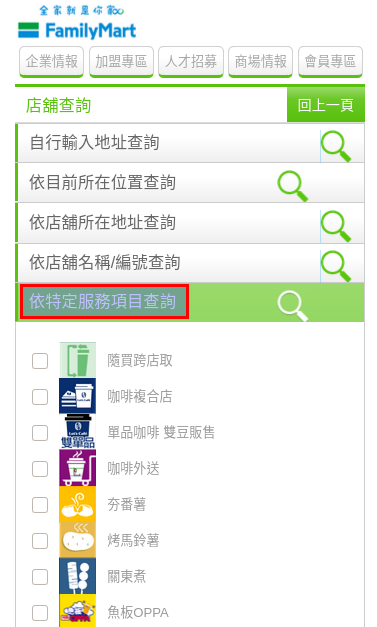 全家就是你家
FamilyMart
企業情報 加盟專區 人才招募 商場情報 會員專區
店舖查詢 回上一頁
自行輸入地址查詢
依目前所在位置查詢
依店舖所在地址查詢
依店舖名稱/編號查詢
依特定服務項目查詢
隨買跨店取
咖啡複合店
Let's Café
雙單品
單品咖啡 雙豆販售
咖啡外送
夯番薯
烤馬鈴薯
關東煮
魚板OPPA